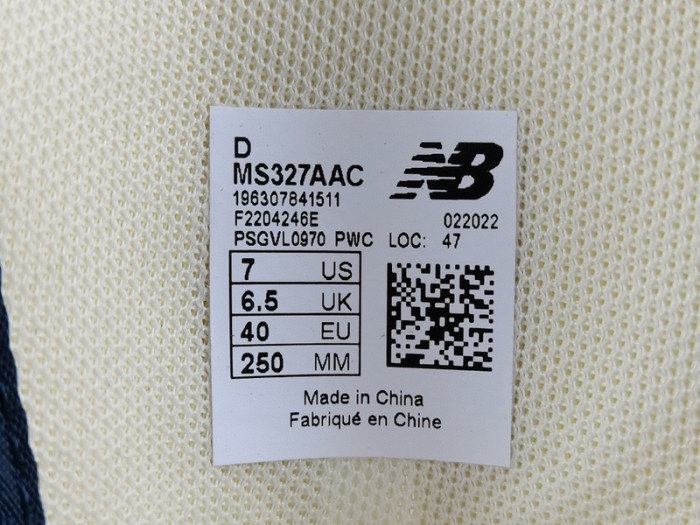 D
MS327AAC
NB
196307841511
F2204246E 022022
PSGVL0970 PWC LOC: 47
7 US
6.5 UK
40 EU
250 MM
Made in China
Fabriqué en Chine